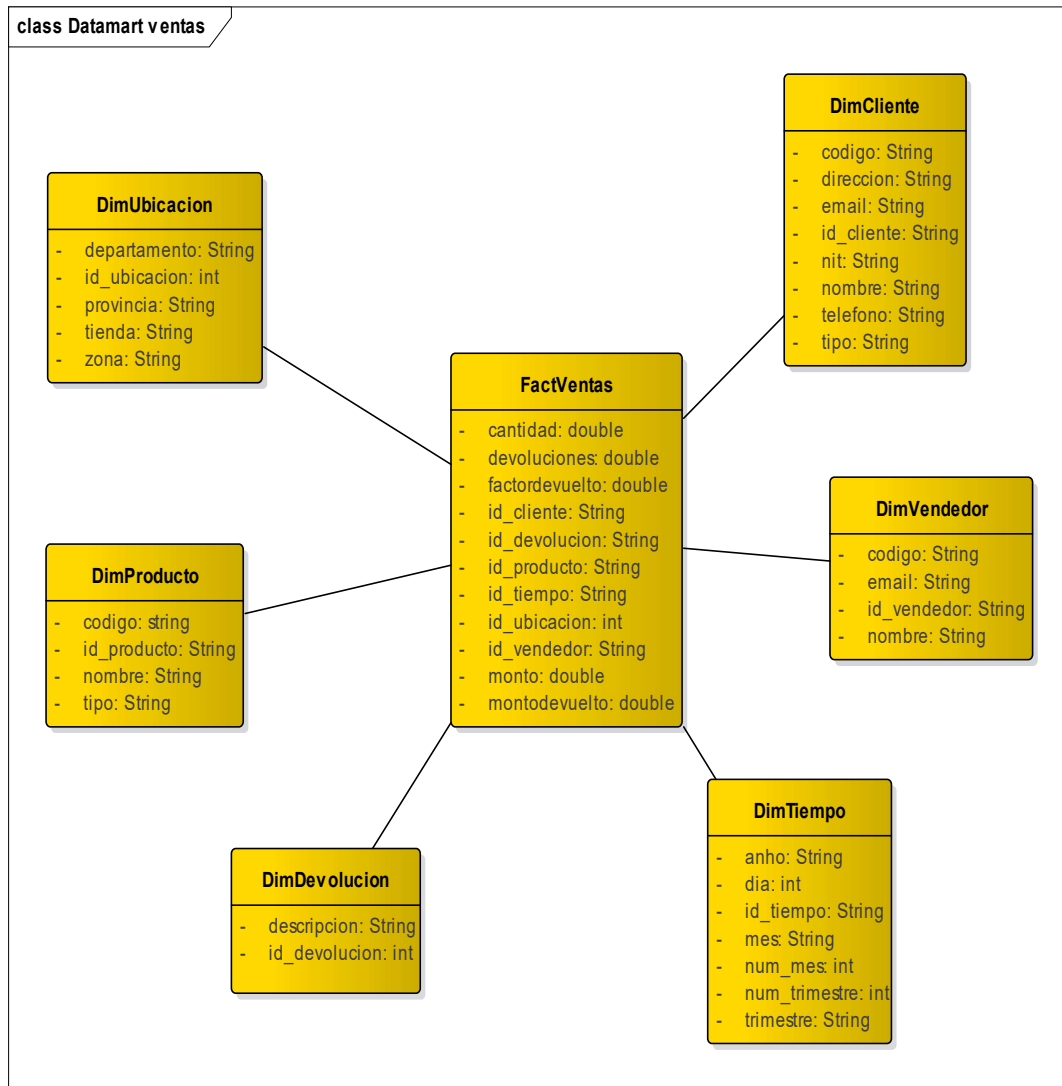 class Datamart ventas
DimCliente
- codigo: String
- direccion: String
- email: String
- id_cliente: String
- nit: String
- nombre: String
- telefono: String
- tipo: String
DimUbicacion
- departamento: String
- id_ubicacion: int
- provincia: String
- tienda: String
- zona: String
FactVentas
- cantidad: double
- devoluciones: double
- factordevuelto: double
- id_cliente: String
- id_devolucion: String
- id_producto: String
- id_tiempo: String
- id_ubicacion: int
- id_vendedor: String
- monto: double
- montodevuelto: double
DimVendedor
- codigo: String
- email: String
- id_vendedor: String
- nombre: String
DimProducto
- codigo: string
- id_producto: String
- nombre: String
- tipo: String
DimTiempo
- anho: String
- dia: int
- id_tiempo: String
- mes: String
- num_mes: int
- num_trimestre: int
- trimestre: String
DimDevolucion
- descripcion: String
- id_devolucion: int